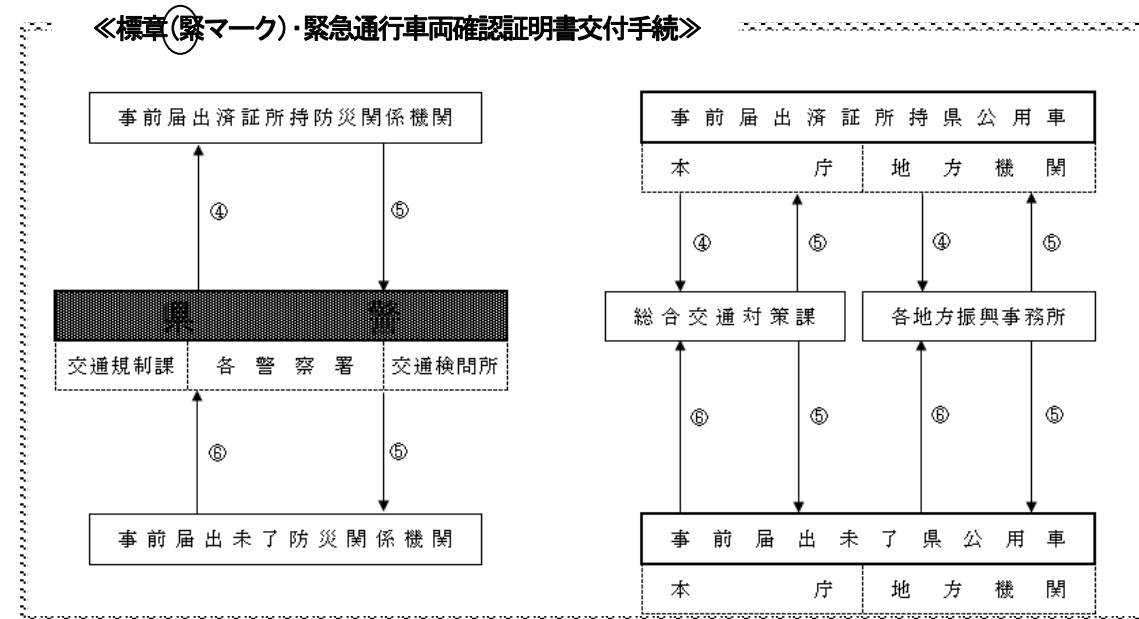 ≪標章(緊マーク)・緊急通行車両確認証明書交付手続≫
事前届出済証所持防災関係機関
④
⑤
県警
交通規制課 各警察署 交通検問所
⑥
⑤
事前届出未了防災関係機関
事前届出済証所持県公用車
本庁 地方機関
④ ⑤ ④ ⑤
総合交通対策課 各地方振興事務所
⑥ ⑤ ⑥ ⑤
事前届出未了県公用車
本庁 地方機関